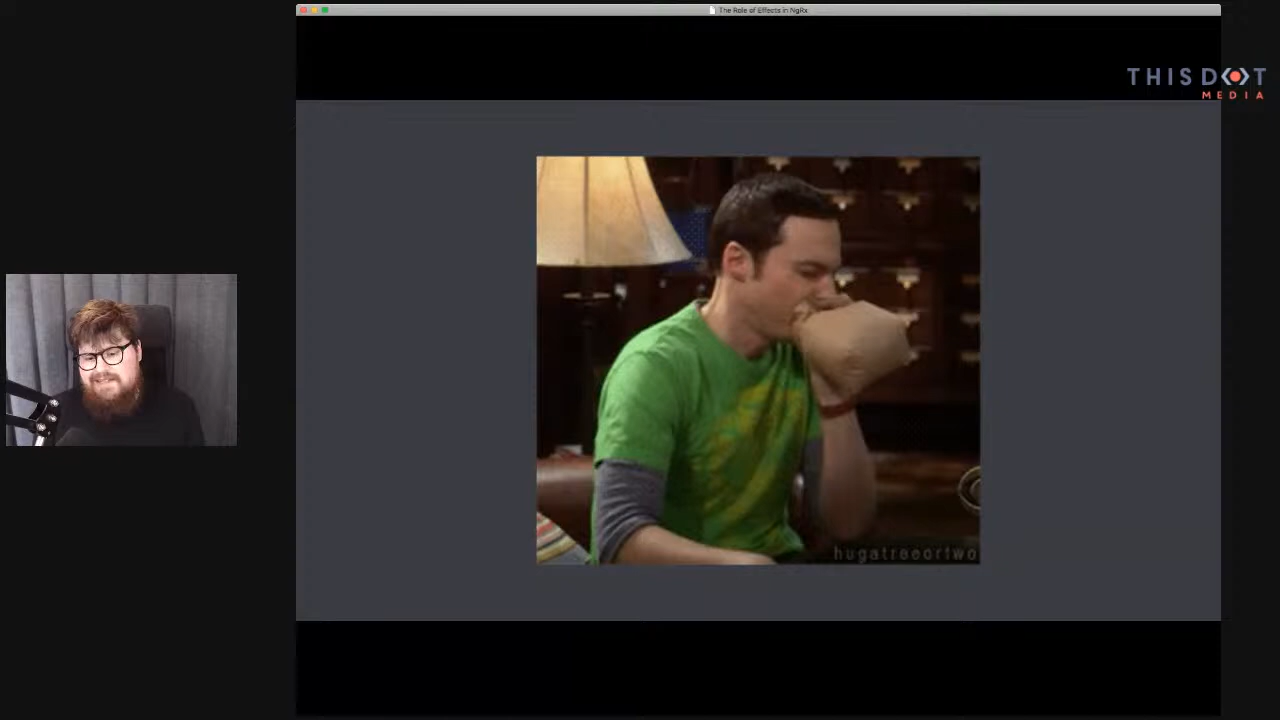 The Role of Effects in NgRx
THIS DOT
MEDIA
hugatreeortwo